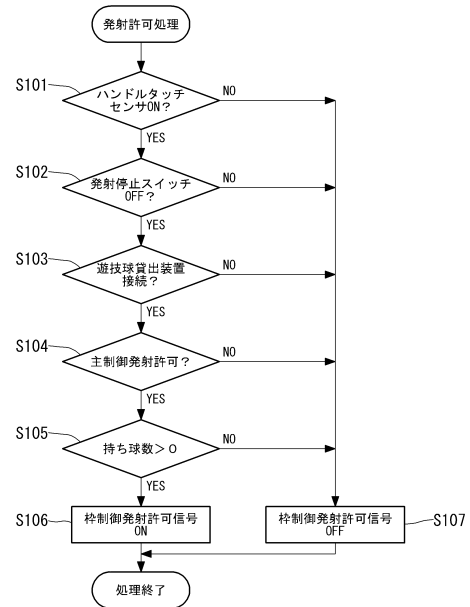 発射許可処理
S101
ハンドルタッチ
センサON？
NO
YES
S102
発射停止スイッチ
OFF？
NO
YES
S103
遊技球貸出装置
接続？
NO
YES
S104
主制御発射許可？
NO
YES
S105
持ち球数＞０
NO
YES
S106
枠制御発射許可信号
ON
枠制御発射許可信号
OFF
S107
処理終了